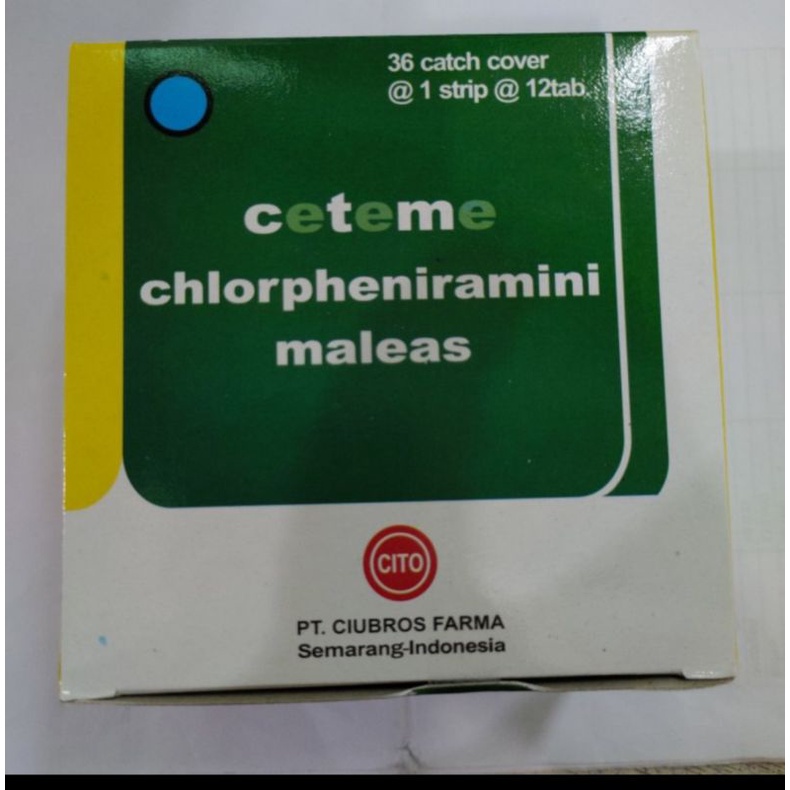 36 catch cover
@ 1 strip @ 12tab.
ceteme
chlorpheniramini
maleas
CITO
PT. CIUBROS FARMA
Semarang-Indonesia